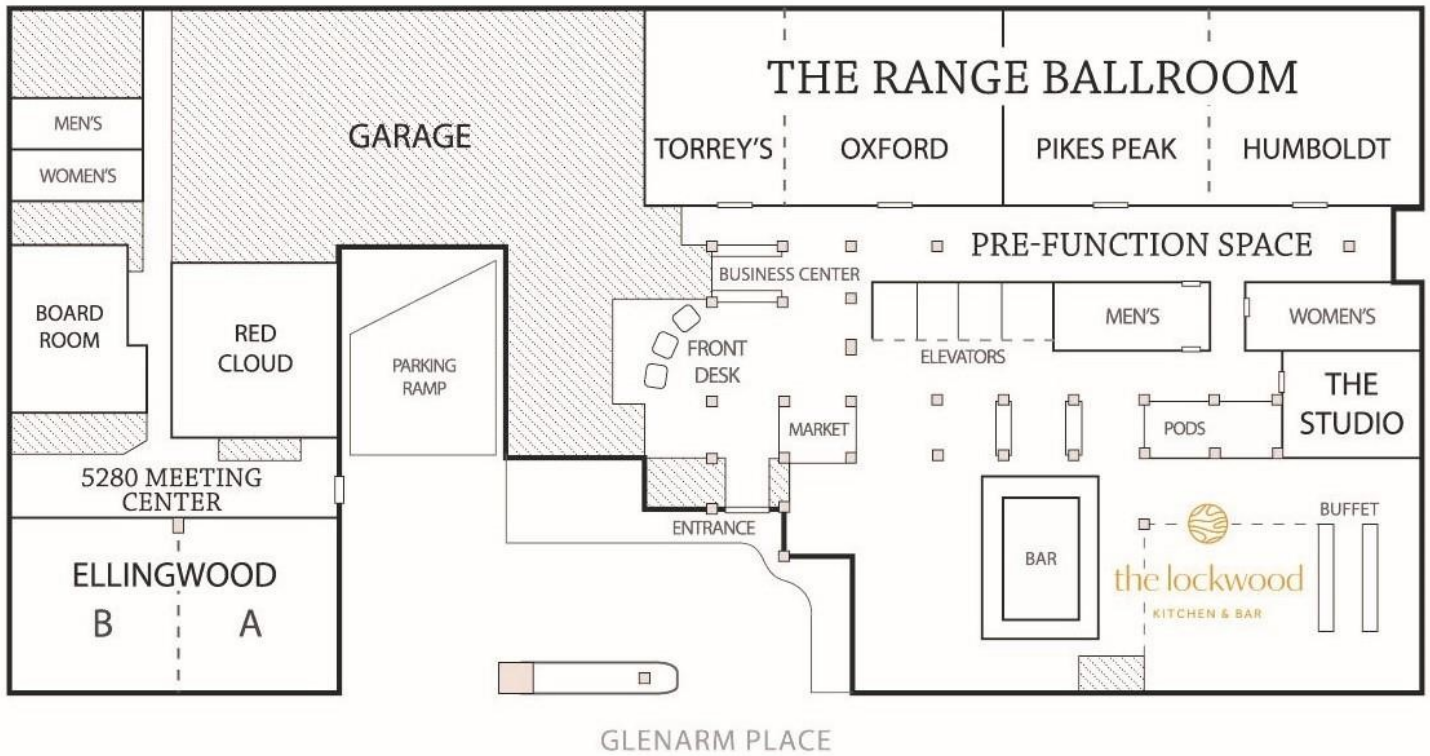 THE RANGE BALLROOM
TORREY'S
OXFORD
PIKES PEAK
HUMBOLDT
GARAGE
MEN'S
WOMEN'S
PRE-FUNCTION SPACE
BUSINESS CENTER
BOARD
ROOM
RED
CLOUD
PARKING
RAMP
FRONT
DESK
ELEVATORS
MEN'S
WOMEN'S
THE
STUDIO
MARKET
PODS
5280 MEETING
CENTER
ENTRANCE
ELLINGWOOD
B
A
BAR
BUFFET
the lockwood
KITCHEN & BAR
GLENARM PLACE